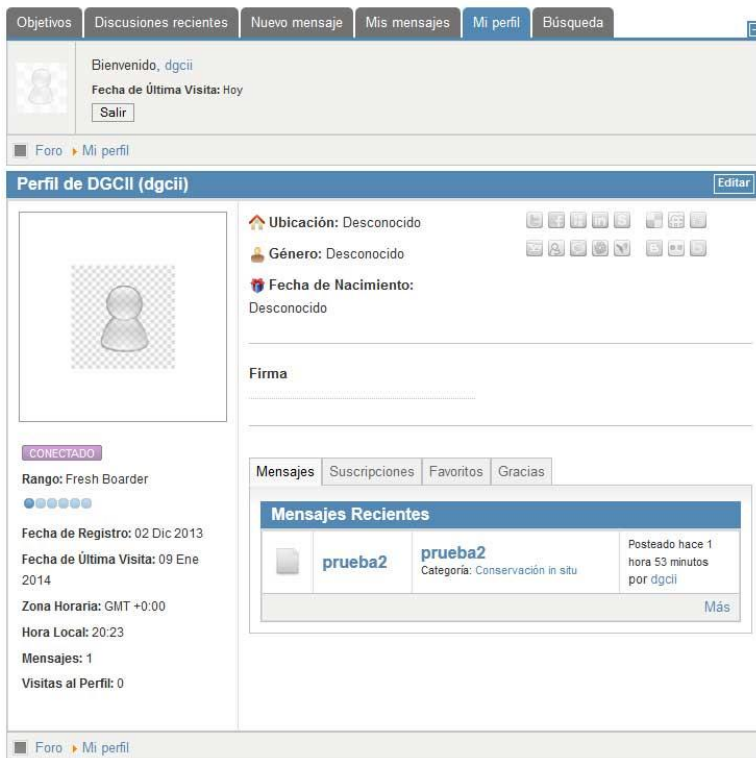 Objetivos Discusiones recientes Nuevo mensaje Mis mensajes Mi perfil Búsqueda
Bienvenido, dgcii
Fecha de Última Visita: Hoy
Salir
Foro Mi perfil
Perfil de DGCII (dgcii) Editar
Ubicación: Desconocido
Género: Desconocido
Fecha de Nacimiento:
Desconocido
Firma
CONECTADO
Rango: Fresh Boarder
Fecha de Registro: 02 Dic 2013
Fecha de Última Visita: 09 Ene
2014
Zona Horaria: GMT +0:00
Hora Local: 20:23
Mensajes: 1
Visitas al Perfil: 0
Mensajes Suscripciones Favoritos Gracias
Mensajes Recientes
prueba2
prueba2
Categoría: Conservación in situ
Posteado hace 1
hora 53 minutos
por dgcii
Más
Foro Mi perfil